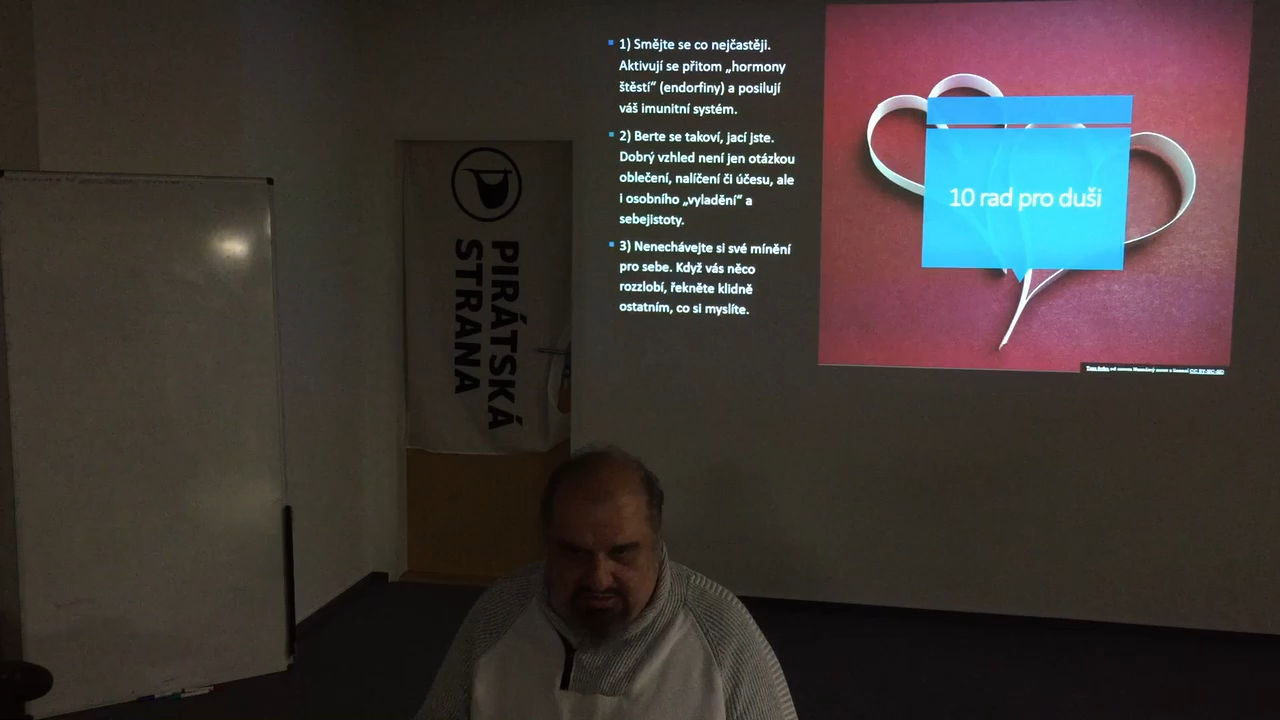 1) Smějte se co nejčastěji.
Aktivují se přitom „hormony
štěstí“ (endorfiny) a posilují
váš imunitní systém.
2) Berte se takoví, jací jste.
Dobrý vzhled není jen otázkou
oblečení, nalíčení či účesu, ale
i osobního „vyladění“ a
sebejistoty.
3) Nenechávejte si své mínění
pro sebe. Když vás něco
rozzlobí, řekněte klidně
ostatním, co si myslíte.
10 rad pro duši
PIRÁTSKÁ
STRANA